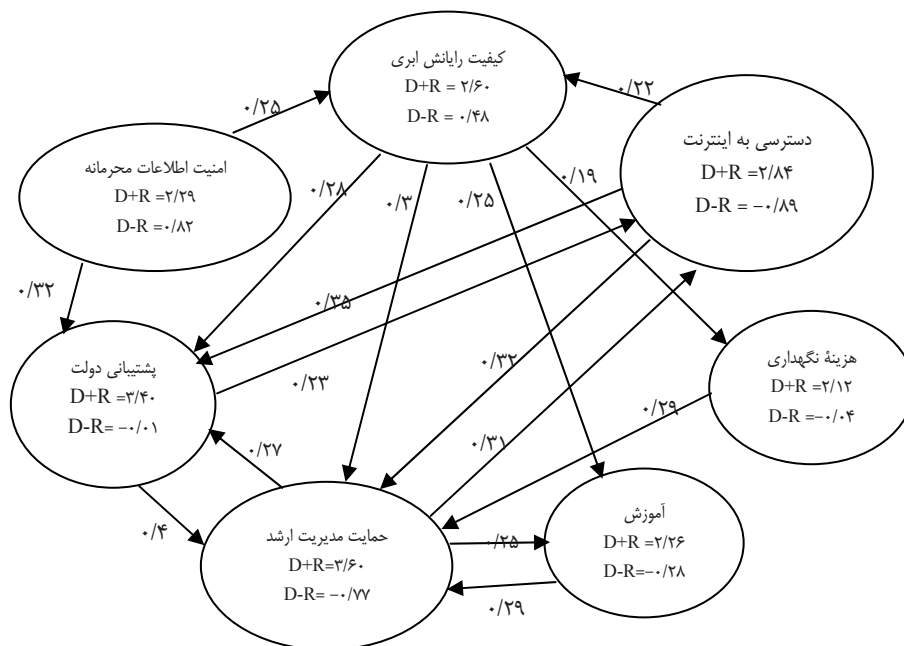 کیفیت رایانش ابری
D+R = ۲/۶۰
D-R = ۰/۴۸
۰/۲۲
۰/۲۵
دسترسی به اینترنت
D+R =۲/۸۴
D-R = −۰/۸۹
امنیت اطلاعات محرمانه
D+R =۲/۲۹
D-R =۰/۸۲
۰/۲۸
۰/۳
۰/۲۵
۰/۱۹
۰/۳۲
۰/۳۵
پشتیبانی دولت
D+R =۳/۴۰
D-R= −۰/۰۱
۰/۲۳
۰/۳۲
هزینهٔ نگهداری
D+R =۲/۱۲
D-R =−۰/۰۴
۰/۲۹
۰/۳۱
۰/۲۷
۰/۴
حمایت مدیریت ارشد
D+R=۳/۶۰
D-R= −۰/۷۷
۰/۲۵
۰/۲۹
آموزش
D+R =۲/۲۶
D-R=−۰/۲۸